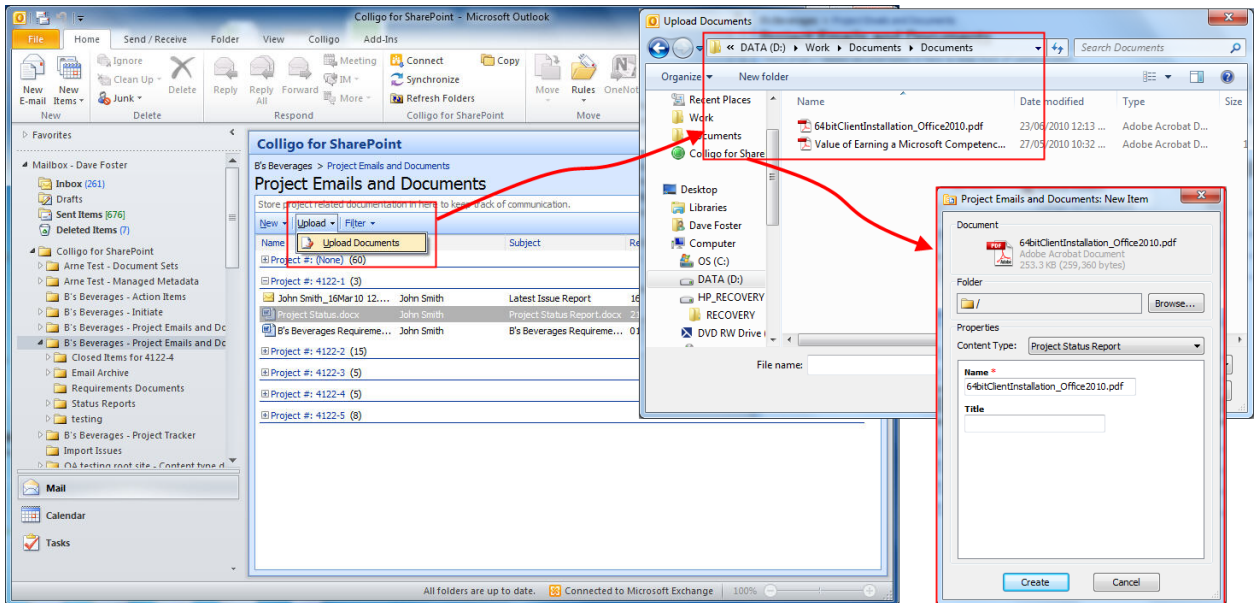 Colligo for SharePoint - Microsoft Outlook
File Home Send / Receive Folder View Colligo Add-Ins
New E-mail
New Items
New
Ignore
Clean Up
Junk
Delete
Delete
Reply
Reply All
Forward
Meeting
IM
More
Respond
Connect
Copy
Synchronize
Refresh Folders
Colligo for SharePoint
Move
Rules
OneNot
Move
Favorites
Mailbox - Dave Foster
Inbox (261)
Drafts
Sent Items [676]
Deleted Items (7)
Colligo for SharePoint
Arne Test - Document Sets
Arne Test - Managed Metadata
B's Beverages - Action Items
B's Beverages - Initiate
B's Beverages - Project Emails and Dc
B's Beverages - Project Emails and Dc
Closed Items for 4122-4
Email Archive
Requirements Documents
Status Reports
testing
B's Beverages - Project Tracker
Import Issues
QA testing root site - Content type d
Mail
Calendar
Tasks
Colligo for SharePoint
B's Beverages > Project Emails and Documents
Project Emails and Documents
Store project related documentation in here to keep track of communication.
New Upload Filter
Upload Documents
Name Subject Re
Project #: (None) (60)
Project #: 4122-1 (3)
John Smith_16Mar10 12.... John Smith Latest Issue Report 16
Project Status.docx John Smith Project Status Report.docx 21
B's Beverages Requireme... John Smith B's Beverages Requireme... 01
Project #: 4122-2 (15)
Project #: 4122-3 (5)
Project #: 4122-4 (5)
Project #: 4122-5 (8)
All folders are up to date. Connected to Microsoft Exchange 100%
Upload Documents
« DATA (D:) Work Documents Documents
Search Documents
Organize New folder
Recent Places
Work
Documents
Colligo for Share
Desktop
Libraries
Dave Foster
Computer
OS (C:)
DATA (D:)
HP_RECOVERY
RECOVERY
DVD RW Drive
Name Date modified Type Size
64bitClientInstallation_Office2010.pdf 23/06/2010 12:13 ... Adobe Acrobat D...
Value of Earning a Microsoft Competenc... 27/05/2010 10:32 ... Adobe Acrobat D... 1
File name:
Project Emails and Documents: New Item
Document
64bitClientInstallation_Office2010.pdf
Adobe Acrobat Document
253.3 KB (259,360 bytes)
Folder
/
Browse...
Properties
Content Type: Project Status Report
Name *
64bitClientInstallation_Office2010.pdf
Title
Create Cancel